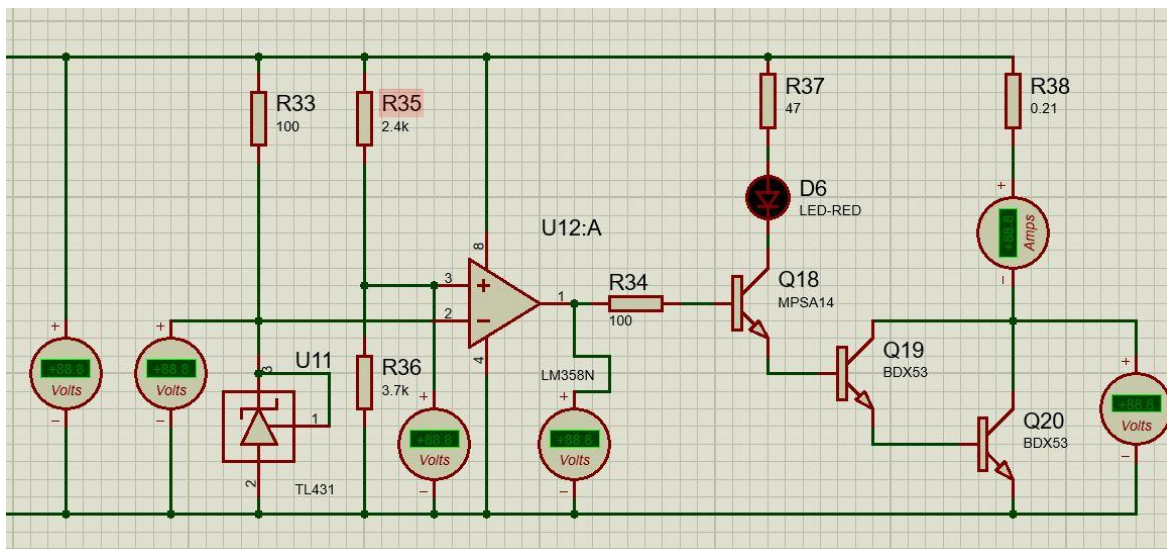 R33
100
R35
2.4k
R37
47
R38
0.21
D6
LED-RED
+
+88.8
Amps
−
U12:A
8
3
+
2
−
1
4
LM358N
R34
100
Q18
MPSA14
+
+88.8
Volts
−
+
+88.8
Volts
−
U11
3
1
2
TL431
R36
3.7k
+
+88.8
Volts
−
+
+88.8
Volts
−
Q19
BDX53
Q20
BDX53
+
+88.8
Volts
−